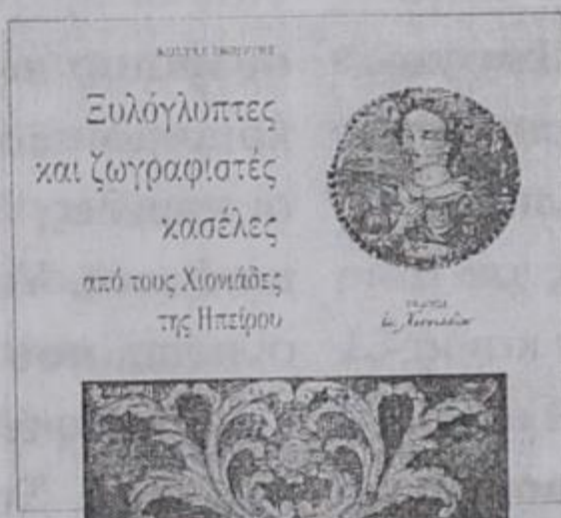 Ξυλόγλυπτες
και ζωγραφιστές
κασέλες
από τους Χιονιάδες
της Ηπείρου